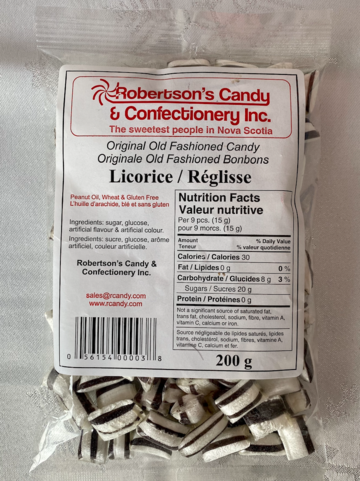 Robertson's Candy
& Confectionery Inc.
The sweetest people in Nova Scotia
Original Old Fashioned Candy
Originale Old Fashioned Bonbons
Licorice / Réglisse
Peanut Oil, Wheat & Gluten Free
L'huile d'arachide, blé et sans gluten
Ingredients: sugar, glucose,
artificial flavour & artificial colour.
Ingrédients: sucre, glucose, arôme
artificiel, couleur artificielle.
Robertson's Candy &
Confectionery Inc.
sales@rcandy.com
www.rcandy.com
0 56154 00003 8
Nutrition Facts
Valeur nutritive
Per 9 pcs. (15 g)
pour 9 morcs. (15 g)
Amount % Daily Value
Teneur % valeur quotidienne
Calories / Calories 30
Fat / Lipides 0 g 0 %
Carbohydrate / Glucides 8 g 3 %
Sugars / Sucres 20 g
Protein / Protéines 0 g
Not a significant source of saturated fat,
trans fat, cholesterol, sodium, fibre, vitamin A,
vitamin C, calcium or iron.
Source négligeable de lipides saturés, lipides
trans, cholestérol, sodium, fibres, vitamine A,
vitamine C, calcium et fer.
200 g